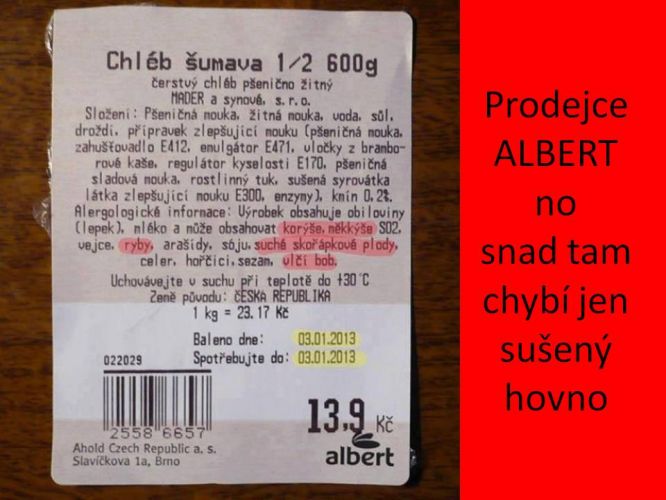 Chléb šumava 1/2 600g
čerstvý chléb pšenično žitný
MADER a synové, s.r.o.
Složení: Pšeničná mouka, žitná mouka, voda, sůl,
droždí, přípravek zlepšující mouku (pšeničná mouka,
zahušťovadlo E412, emulgátor E471, vločky z brambo-
rové kaše, regulátor kyselosti E170, pšeničná
sladová mouka, rostlinný tuk, sušená syrovátka
látka zlepšující mouku E300, enzymy), kmín 0,2%.
Alergologické informace: Výrobek obsahuje obiloviny
(lepek), mléko a může obsahovat korýše, měkkýše SO2,
vejce, ryby, arašídy, sóju, suché skořápkové plody,
celer, hořčici, sezam, vlčí bob.
Uchovávejte v suchu při teplotě do +30°C
Země původu: ČESKÁ REPUBLIKA
1 kg = 23.17 Kč
Baleno dne: 03.01.2013
Spotřebujte do: 03.01.2013
022029
2558 6657
13,9 Kč
Ahold Czech Republic a. s.
Slavíčkova 1a, Brno
albert
Prodejce
ALBERT
no
snad tam
chybí jen
sušený
hovno